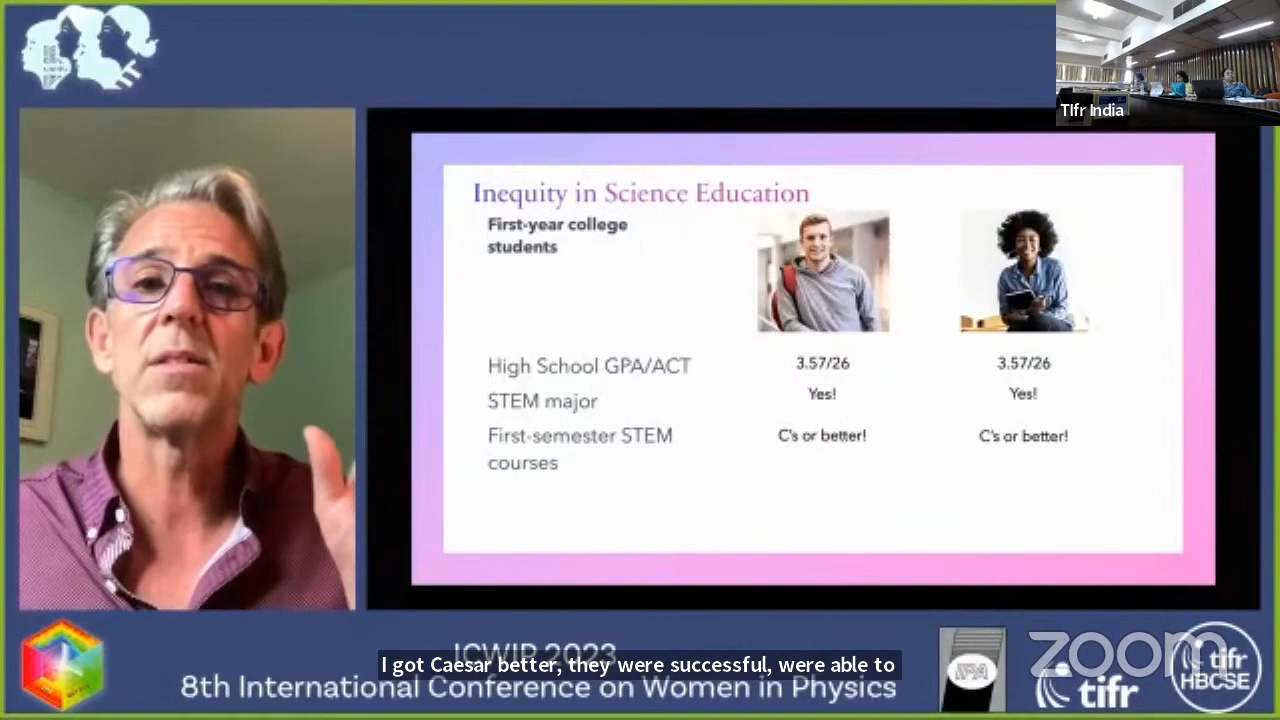 TIfr India
Inequity in Science Education
First-year college
students
High School GPA/ACT
3.57/26
3.57/26
STEM major
Yes!
Yes!
First-semester STEM
courses
C's or better!
C's or better!
ICWIP 2023
I got Caesar better, they were successful, were able to
8th International Conference on Women in Physics
IPA
tifr
zoom
tifr
HBCSE